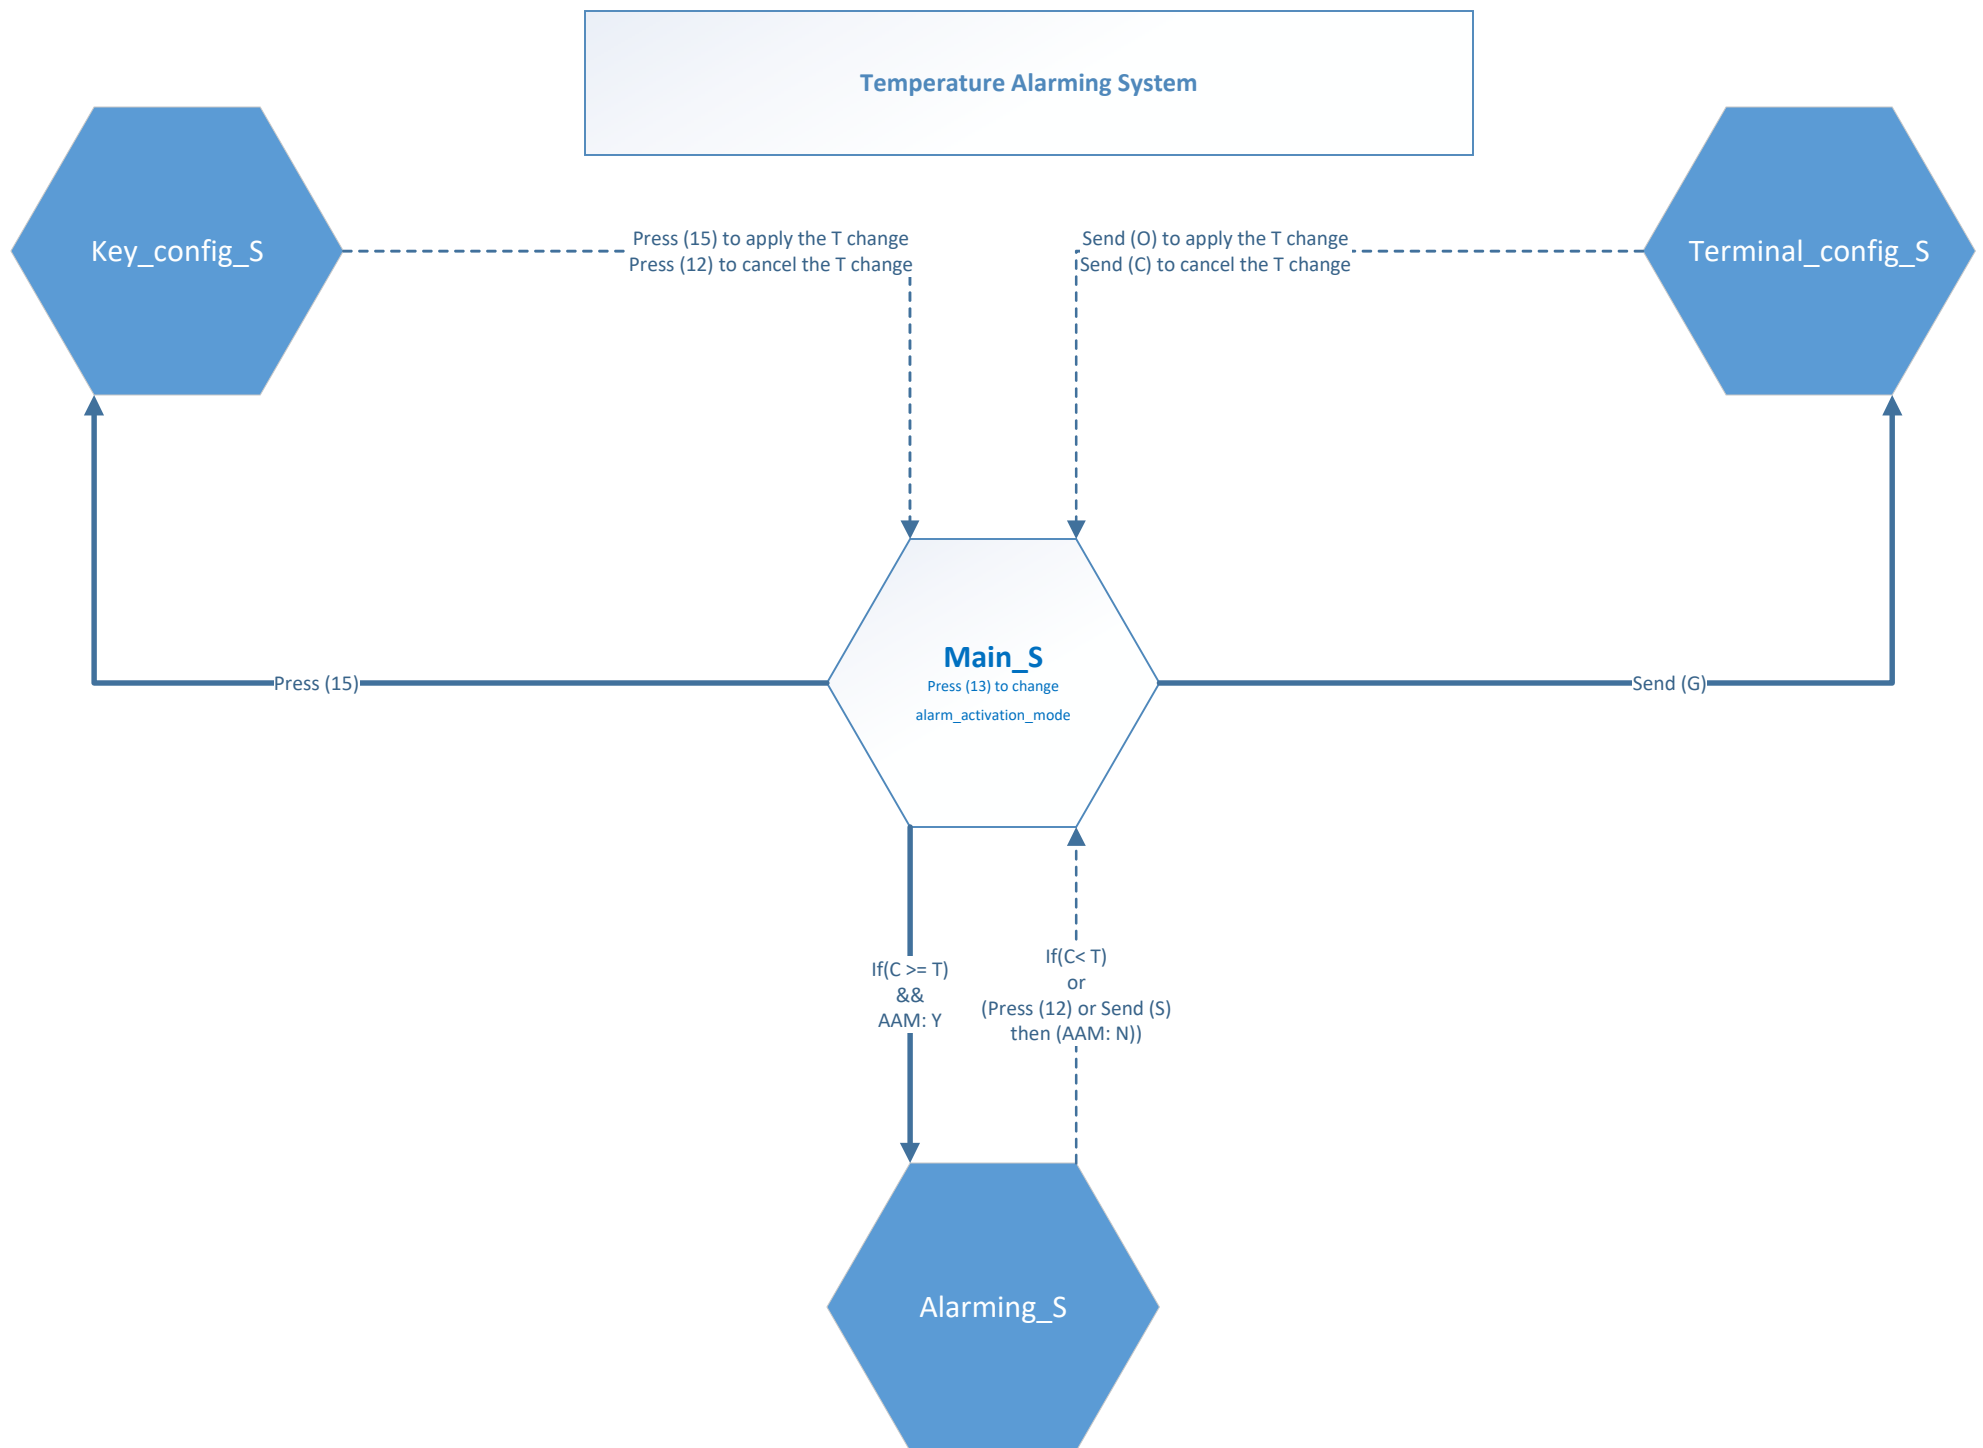 Temperature Alarming System
Key_config_S
Press (15) to apply the T change
Press (12) to cancel the T change
Send (O) to apply the T change
Send (C) to cancel the T change
Terminal_config_S
Press (15)
Main_S
Press (13) to change
alarm_activation_mode
Send (G)
If(C >= T)
&&
AAM: Y
If(C< T)
or
(Press (12) or Send (S)
then (AAM: N))
Alarming_S